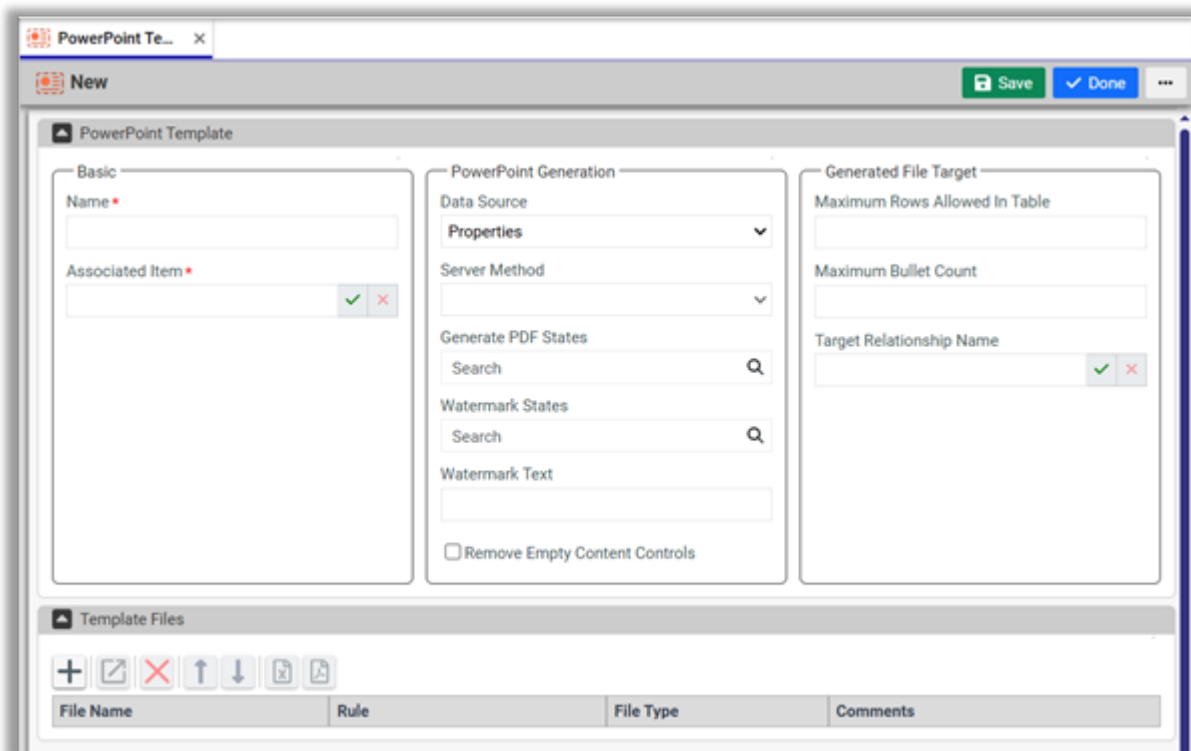 PowerPoint Te...
New
Save
Done
PowerPoint Template
Basic
Name•
Associated Item•
PowerPoint Generation
Data Source
Properties
Server Method
Generate PDF States
Search
Watermark States
Search
Watermark Text
Remove Empty Content Controls
Generated File Target
Maximum Rows Allowed In Table
Maximum Bullet Count
Target Relationship Name
Template Files
File Name Rule File Type Comments